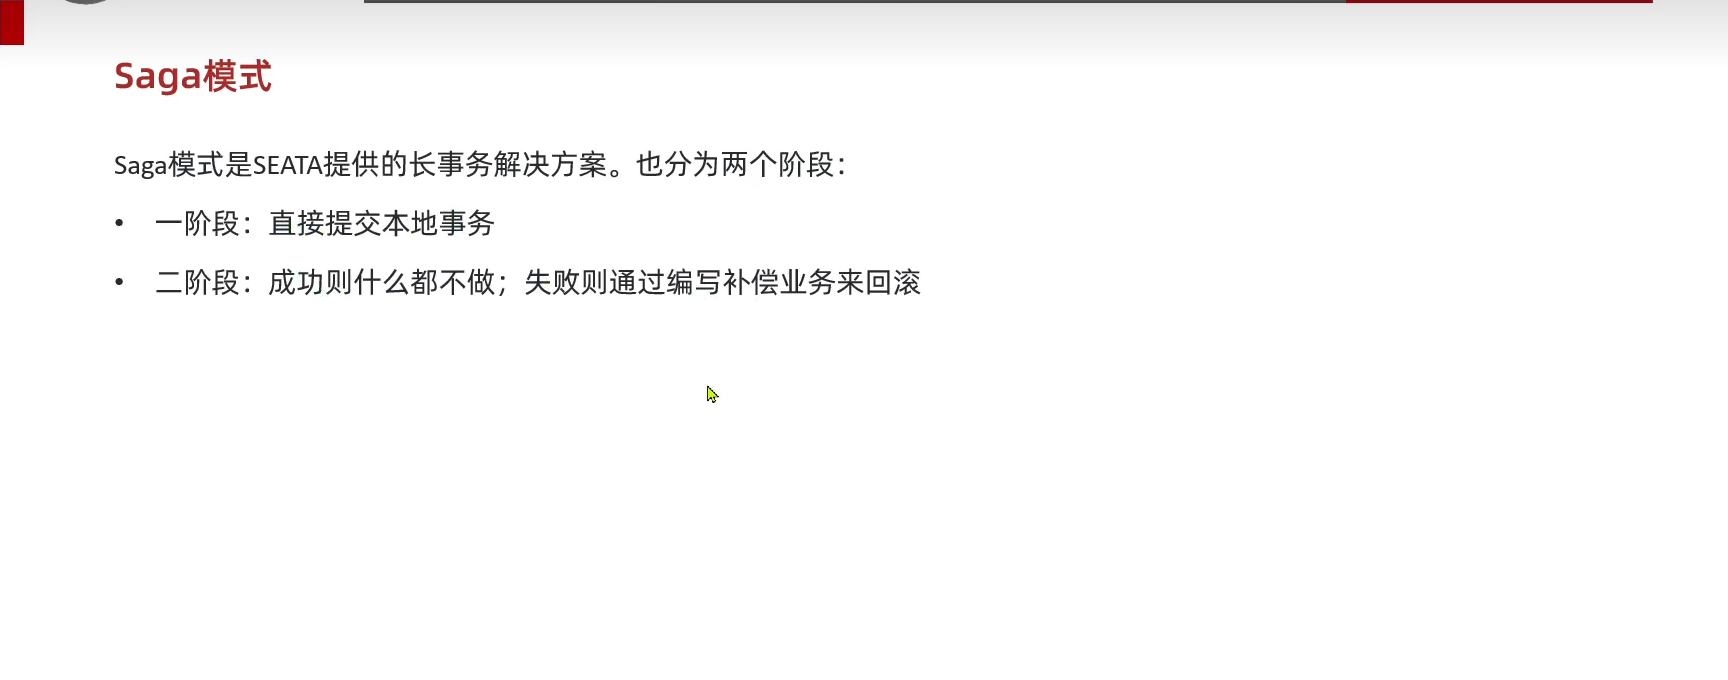 Saga模式
Saga模式是SEATA提供的长事务解决方案。也分为两个阶段：
• 一阶段：直接提交本地事务
• 二阶段：成功则什么都不做；失败则通过编写补偿业务来回滚